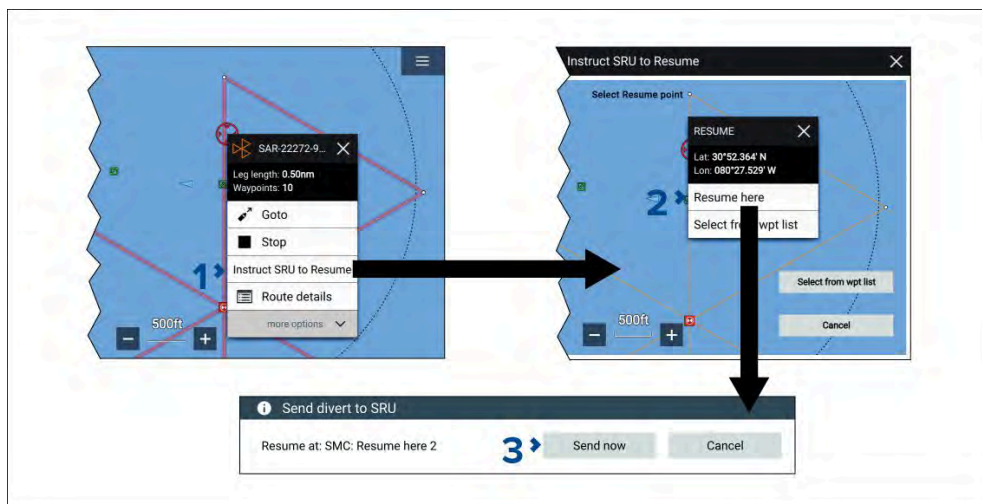 SAR-22272-9...
Leg length: 0.50nm
Waypoints: 10
Goto
Stop
Instruct SRU to Resume
Route details
more options
500ft
1
Instruct SRU to Resume
Select Resume point
RESUME
Lat: 30°52.364' N
Lon: 080°27.529' W
Resume here
Select from wpt list
2
Select from wpt list
Cancel
500ft
Send divert to SRU
Resume at: SMC: Resume here 2
3
Send now
Cancel